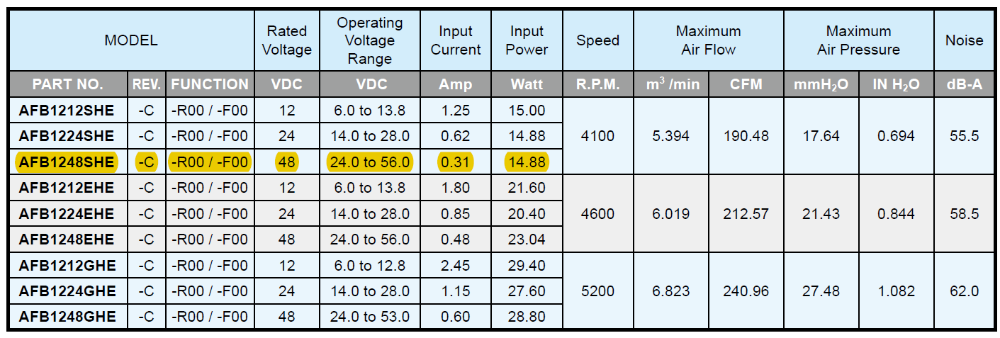 MODEL Rated Voltage Operating Voltage Range Input Current Input Power Speed Maximum Air Flow Maximum Air Pressure Noise
PART NO. REV. FUNCTION VDC VDC Amp Watt R.P.M. m³ /min CFM mmH₂O IN H₂O dB-A
AFB1212SHE -C -R00 / -F00 12 6.0 to 13.8 1.25 15.00
AFB1224SHE -C -R00 / -F00 24 14.0 to 28.0 0.62 14.88 4100 5.394 190.48 17.64 0.694 55.5
AFB1248SHE -C -R00 / -F00 48 24.0 to 56.0 0.31 14.88
AFB1212EHE -C -R00 / -F00 12 6.0 to 13.8 1.80 21.60
AFB1224EHE -C -R00 / -F00 24 14.0 to 28.0 0.85 20.40 4600 6.019 212.57 21.43 0.844 58.5
AFB1248EHE -C -R00 / -F00 48 24.0 to 56.0 0.48 23.04
AFB1212GHE -C -R00 / -F00 12 6.0 to 12.8 2.45 29.40
AFB1224GHE -C -R00 / -F00 24 14.0 to 28.0 1.15 27.60 5200 6.823 240.96 27.48 1.082 62.0
AFB1248GHE -C -R00 / -F00 48 24.0 to 53.0 0.60 28.80